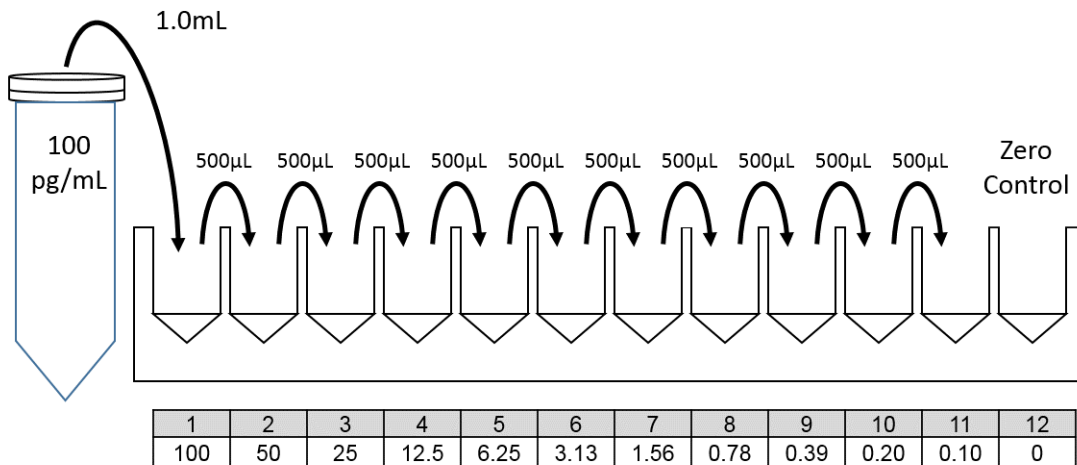 1.0mL
100
pg/mL
500µL 500µL 500µL 500µL 500µL 500µL 500µL 500µL 500µL 500µL
Zero
Control
1 2 3 4 5 6 7 8 9 10 11 12
100 50 25 12.5 6.25 3.13 1.56 0.78 0.39 0.20 0.10 0